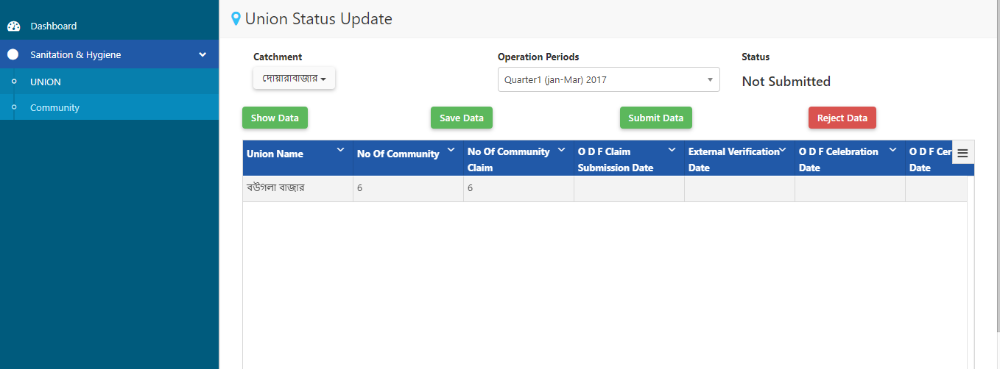 Dashboard
Sanitation & Hygiene
UNION
Community
Union Status Update
Catchment
Operation Periods
Status
দোয়ারাবাজার
Quarter1 (jan-Mar) 2017
Not Submitted
Show Data
Save Data
Submit Data
Reject Data
Union Name
No Of Community
No Of Community
Claim
O D F Claim
Submission Date
External Verification
Date
O D F Celebration
Date
O D F Cer
Date
বউগলা বাজার
6
6